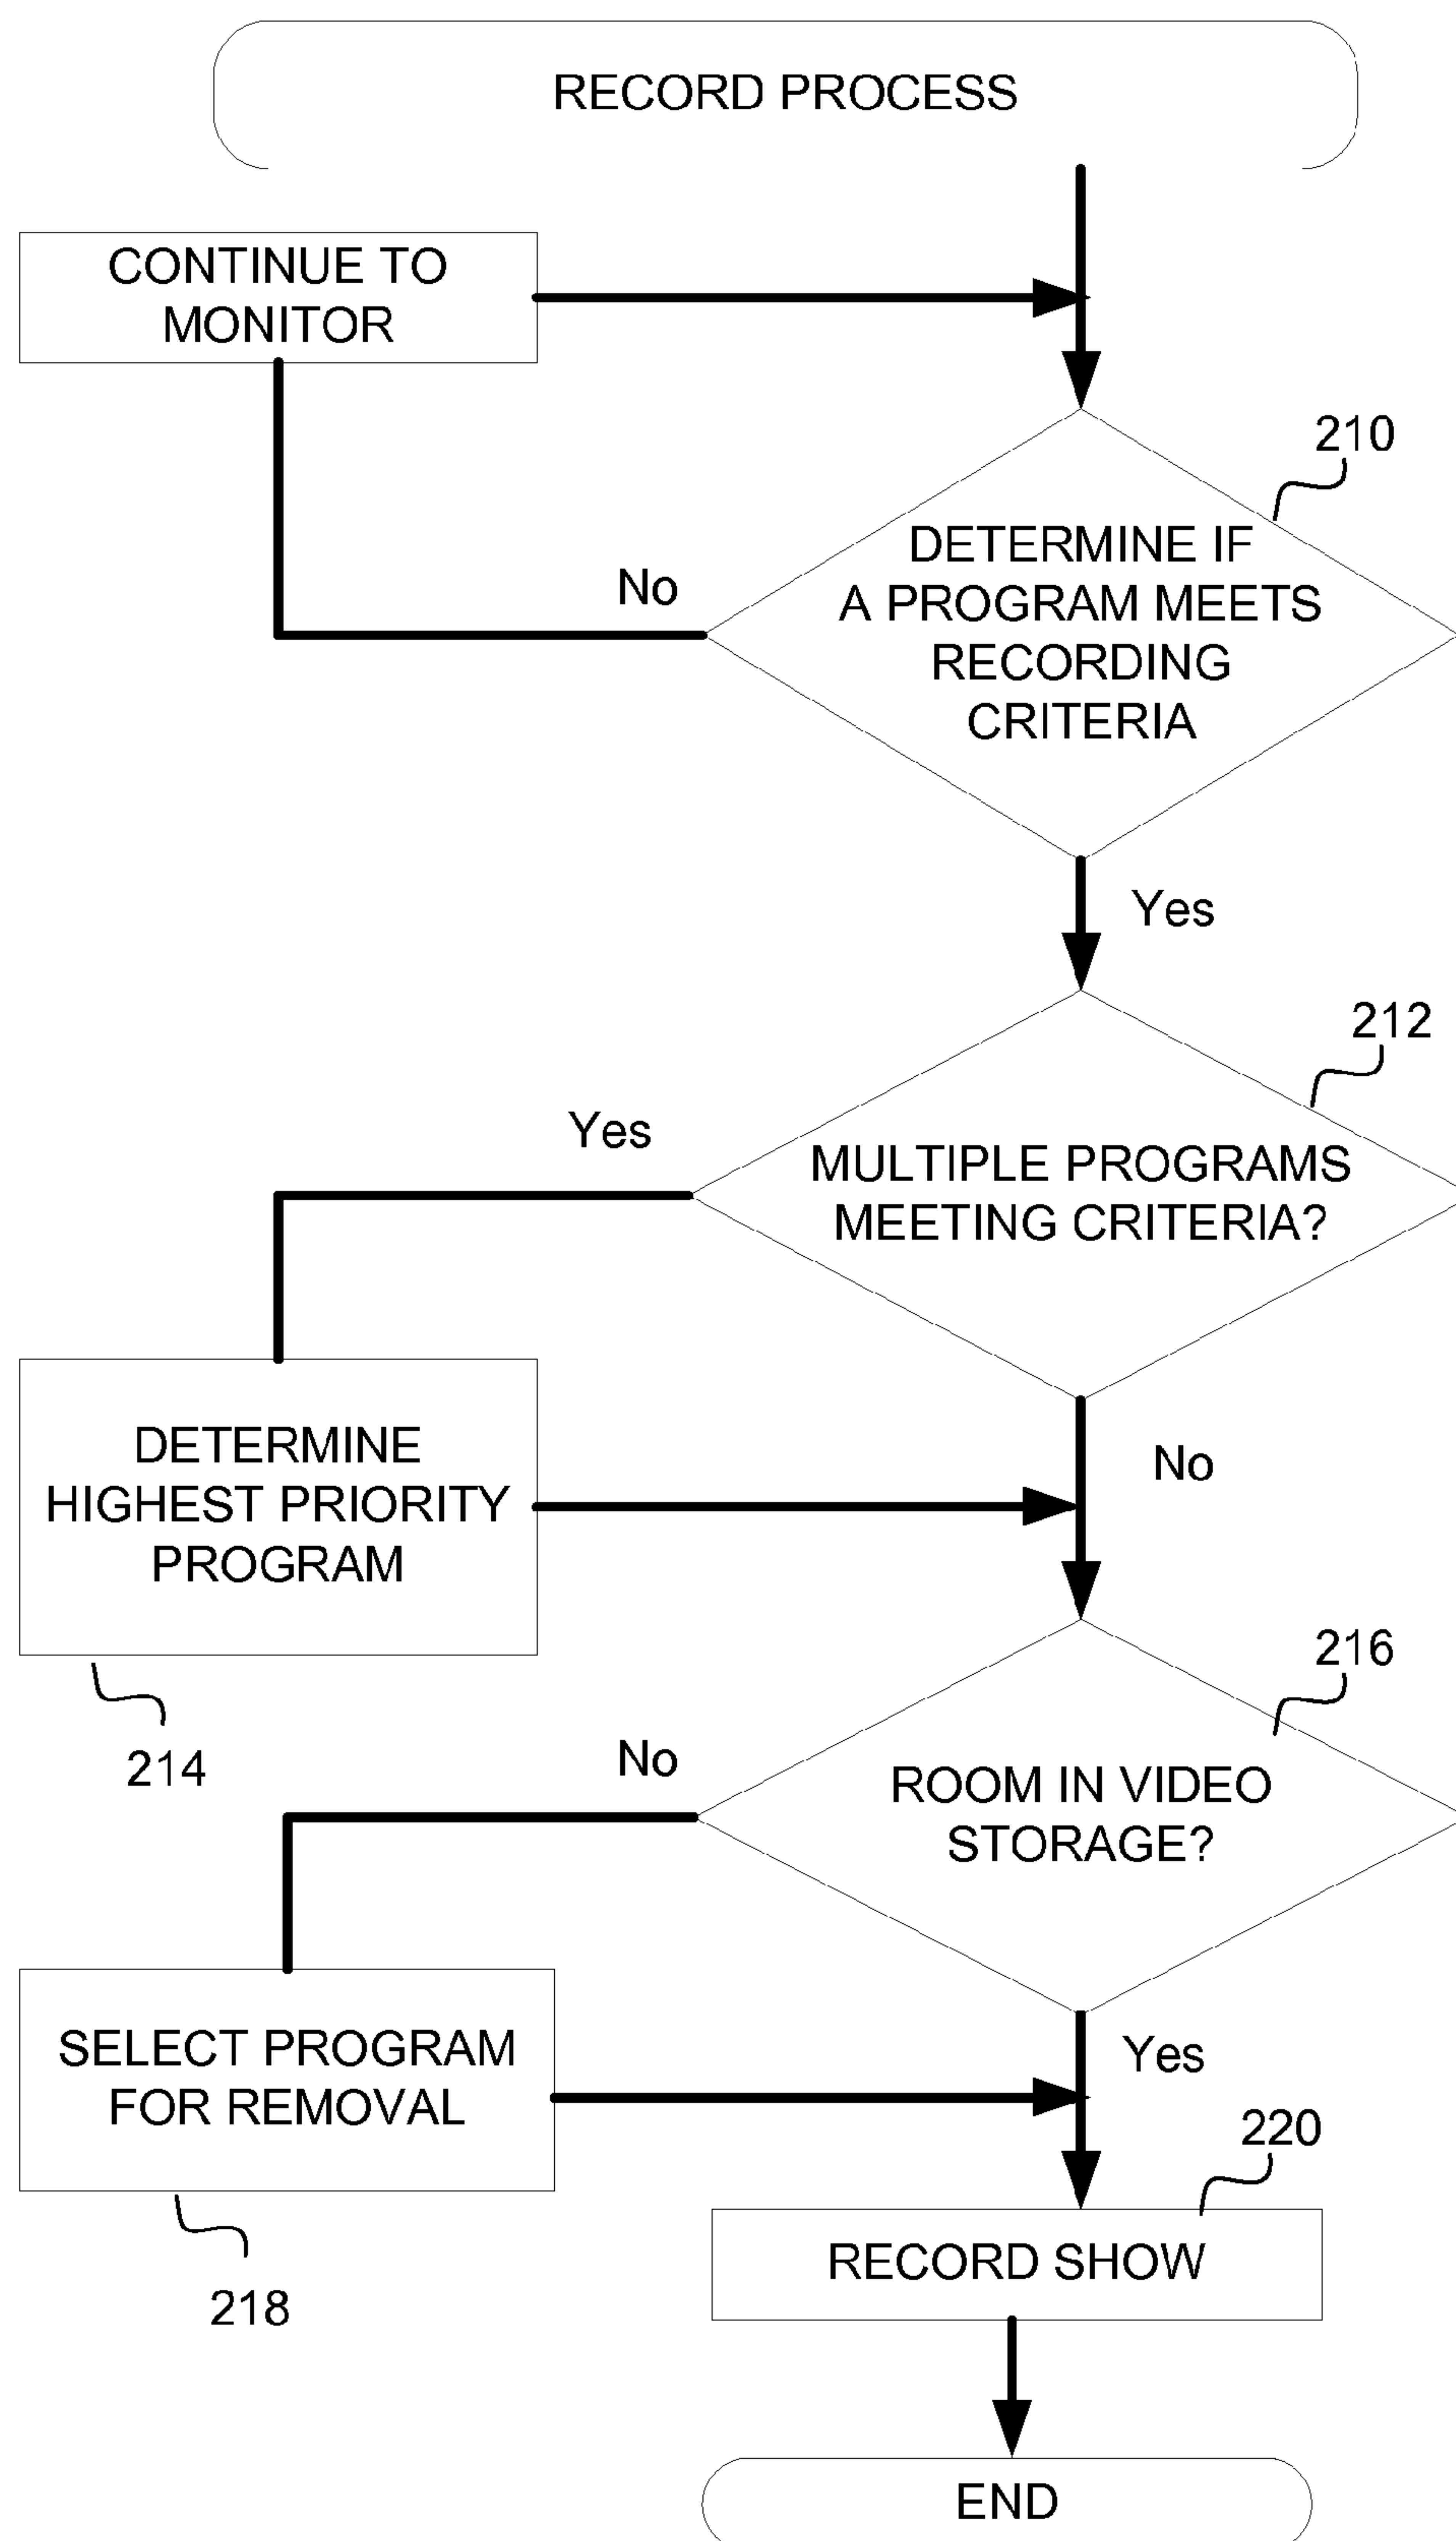 RECORD PROCESS
CONTINUE TO
MONITOR
210
DETERMINE IF
A PROGRAM MEETS
RECORDING
CRITERIA
No
Yes
212
Yes
MULTIPLE PROGRAMS
MEETING CRITERIA?
DETERMINE
HIGHEST PRIORITY
PROGRAM
No
214
216
No
ROOM IN VIDEO
STORAGE?
SELECT PROGRAM
FOR REMOVAL
Yes
218
220
RECORD SHOW
END